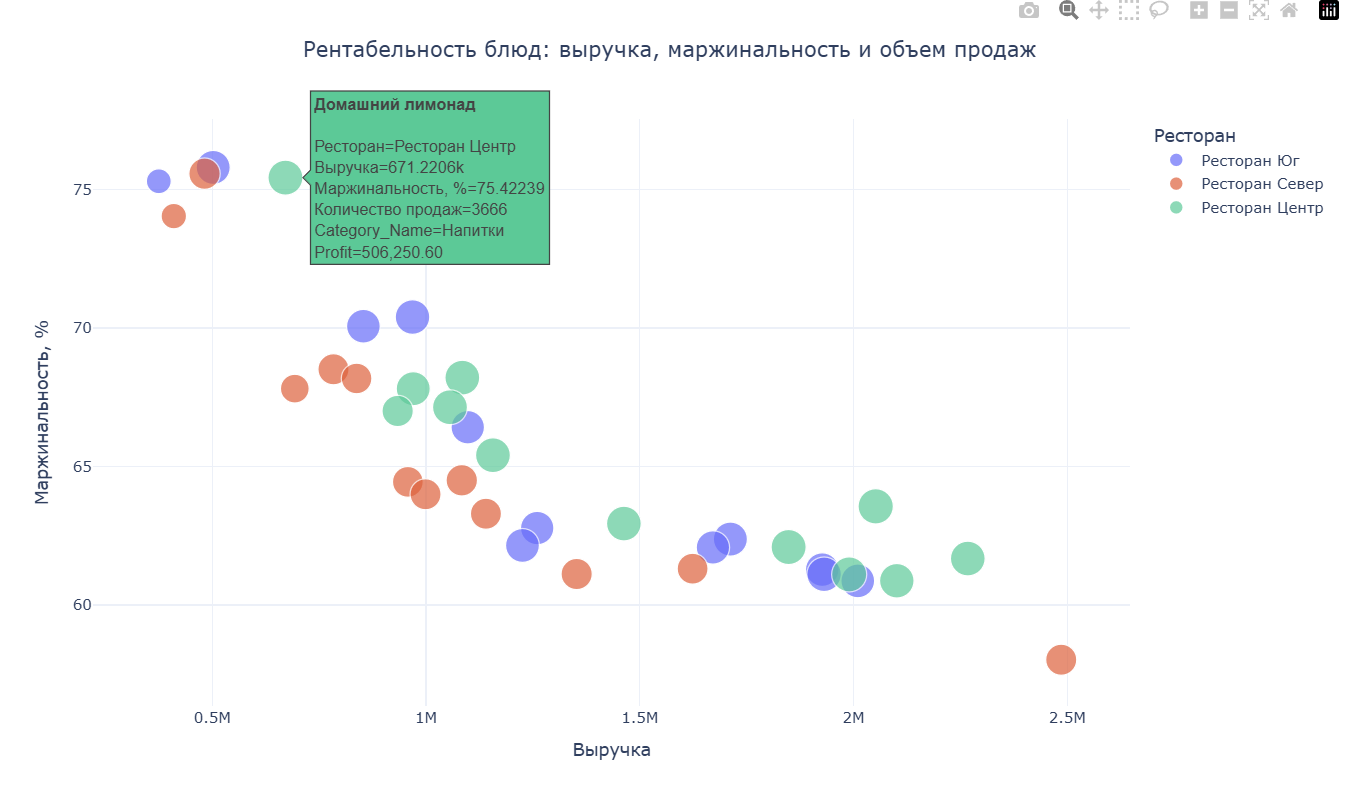 Рентабельность блюд: выручка, маржинальность и объем продаж
Домашний лимонад
Ресторан=Ресторан Центр
Выручка=671.2206k
Маржинальность, %=75.42239
Количество продаж=3666
Category_Name=Напитки
Profit=506,250.60
Ресторан
Ресторан Юг
Ресторан Север
Ресторан Центр
Маржинальность, %
75
70
65
60
0.5M
1M
1.5M
2M
2.5M
Выручка